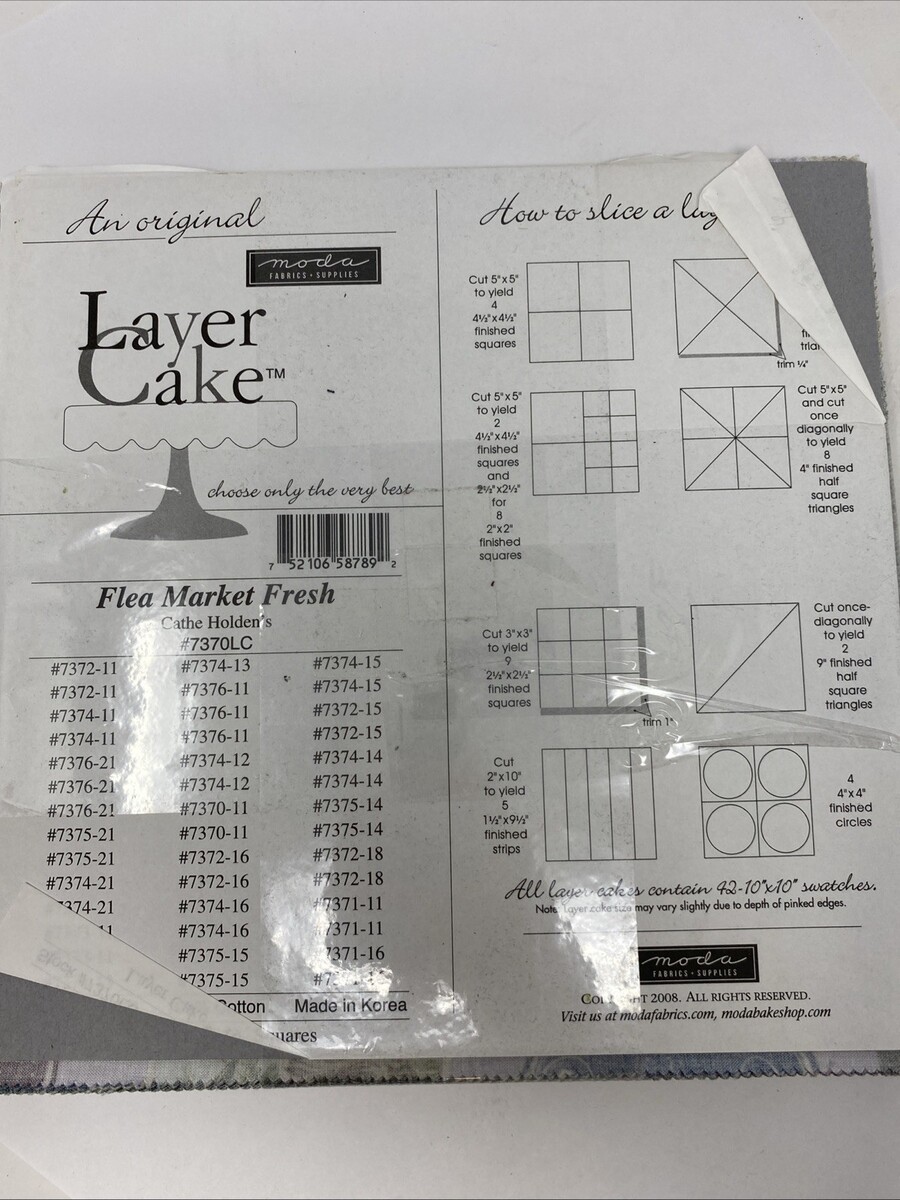 An original
moda
FABRICS • SUPPLIES
Layer
Cake™
choose only the very best
7 52106 58789 2
Flea Market Fresh
Cathe Holden's
#7370LC
#7372-11 #7374-13 #7374-15
#7372-11 #7376-11 #7374-15
#7374-11 #7376-11 #7372-15
#7374-11 #7376-11 #7372-15
#7376-21 #7374-12 #7374-14
#7376-21 #7374-12 #7374-14
#7376-21 #7370-11 #7375-14
#7375-21 #7370-11 #7375-14
#7375-21 #7372-16 #7372-18
#7374-21 #7372-16 #7372-18
7374-21 #7374-16 #7371-11
11 #7374-16 #7371-11
#7375-15 #7371-16
#7375-15
Cotton Made in Korea
uares
How to slice a
Cut 5"x5"
to yield
4
4½"x4½"
finished
squares
trim ¼"
Cut 5"x5"
to yield
2
4½"x4½"
finished
squares
and
2½"x2½"
for
8
2"x2"
finished
squares
Cut 5"x5"
and cut
once
diagonally
to yield
8
4" finished
half
square
triangles
Cut 3"x3"
to yield
9
2½"x2½"
finished
squares
trim 1"
Cut once-
diagonally
to yield
2
9" finished
half
square
triangles
Cut
2"x10"
to yield
5
1½"x9½"
finished
strips
4
4"x4"
finished
circles
All layer cakes contain 42-10"x10" swatches.
Note: Layer cake size may vary slightly due to depth of pinked edges.
moda
FABRICS • SUPPLIES
Copyright 2008. All rights reserved.
Visit us at modafabrics.com, modabakeshop.com